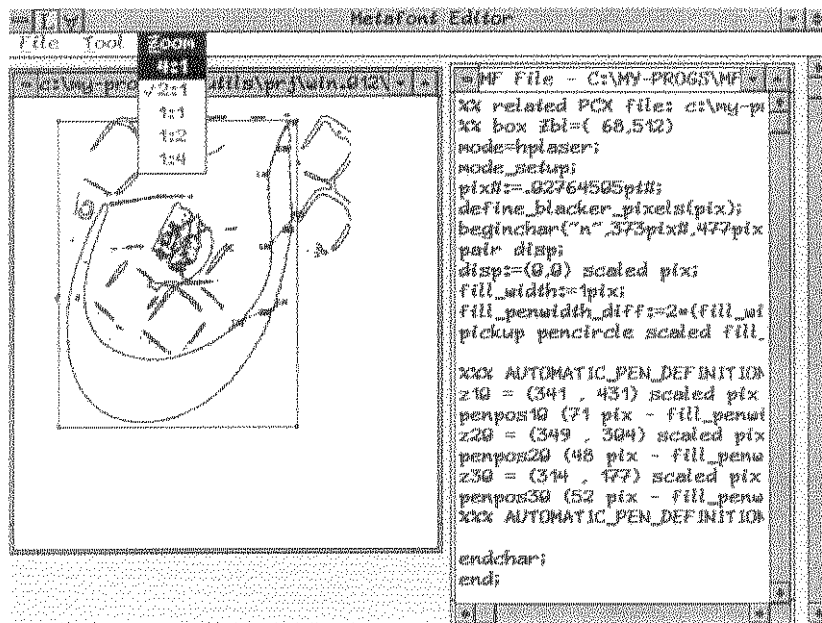 Metafont Editor
File Tool Zoom
4:1
2:1
1:1
1:2
1:4
MF File - C:\MY-PROGS\MF
%% related PCX file: c:\my-p
%% box Zbl=( 68,512)
mode=hplaser;
mode_setup;
pix#:=.02764505pt#;
define_blacker_pixels(pix);
beginchar("n",373pix#,477pix
pair disp;
disp:=(0,0) scaled pix;
fill_width:=1pix;
fill_penwidth_diff:=2*(fill_wi
pickup pencircle scaled fill_
%%% AUTOMATIC_PEN_DEFINITION
z10 = (341 , 431) scaled pix
penpos10 (71 pix - fill_penwi
z20 = (349 , 304) scaled pix
penpos20 (48 pix - fill_penw
z30 = (314 , 177) scaled pix
penpos30 (52 pix - fill_penw
%%% AUTOMATIC_PEN_DEFINITION
endchar;
end;